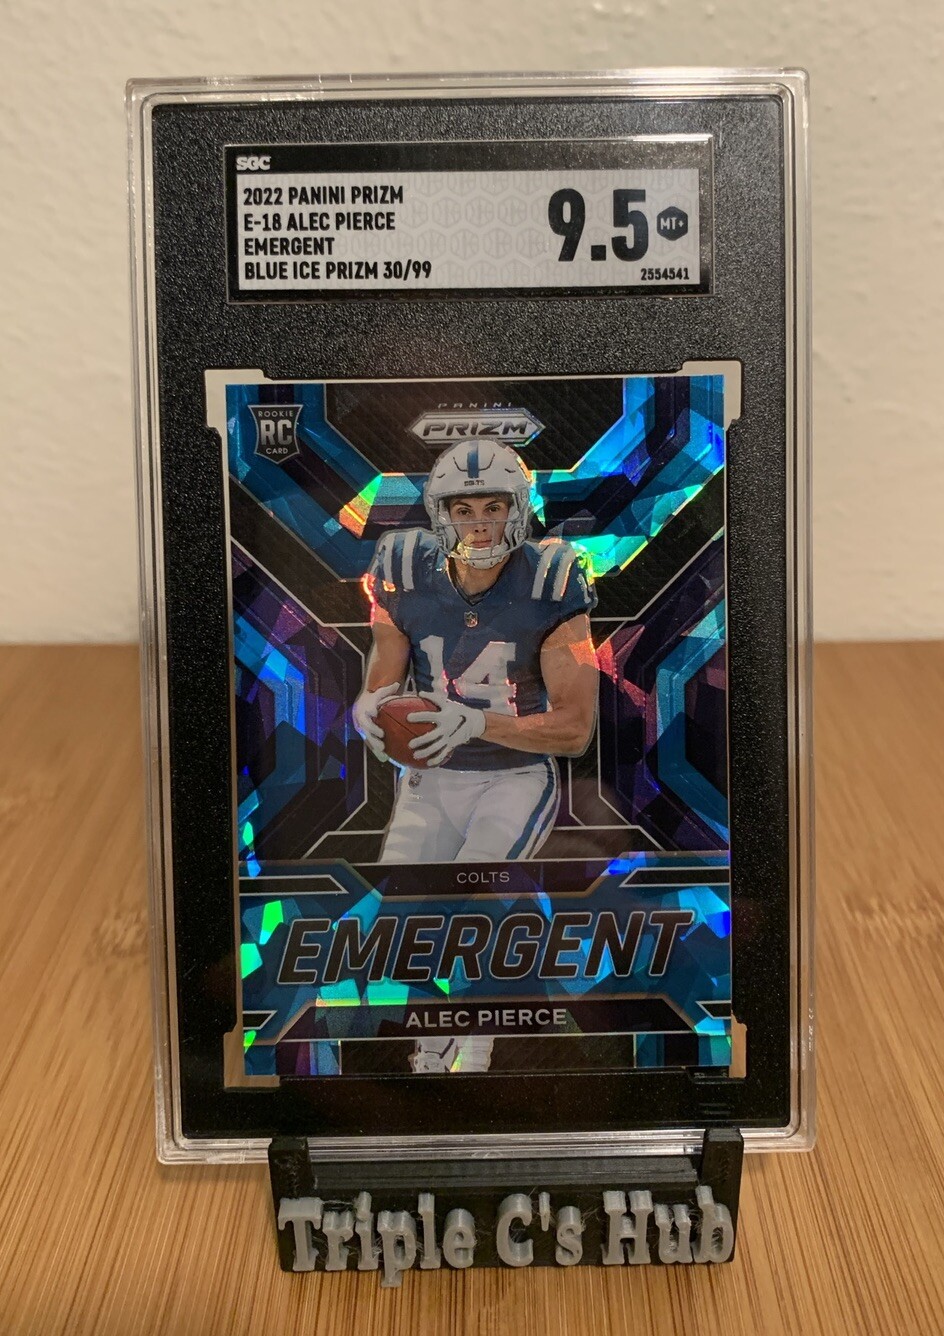 SGC
2022 PANINI PRIZM
E-18 ALEC PIERCE
EMERGENT
BLUE ICE PRIZM 30/99
9.5
MT+
2554541
ROOKIE
RC
CARD
PANINI
PRIZM
COLTS
14
COLTS
EMERGENT
ALEC PIERCE
Triple C's Hub